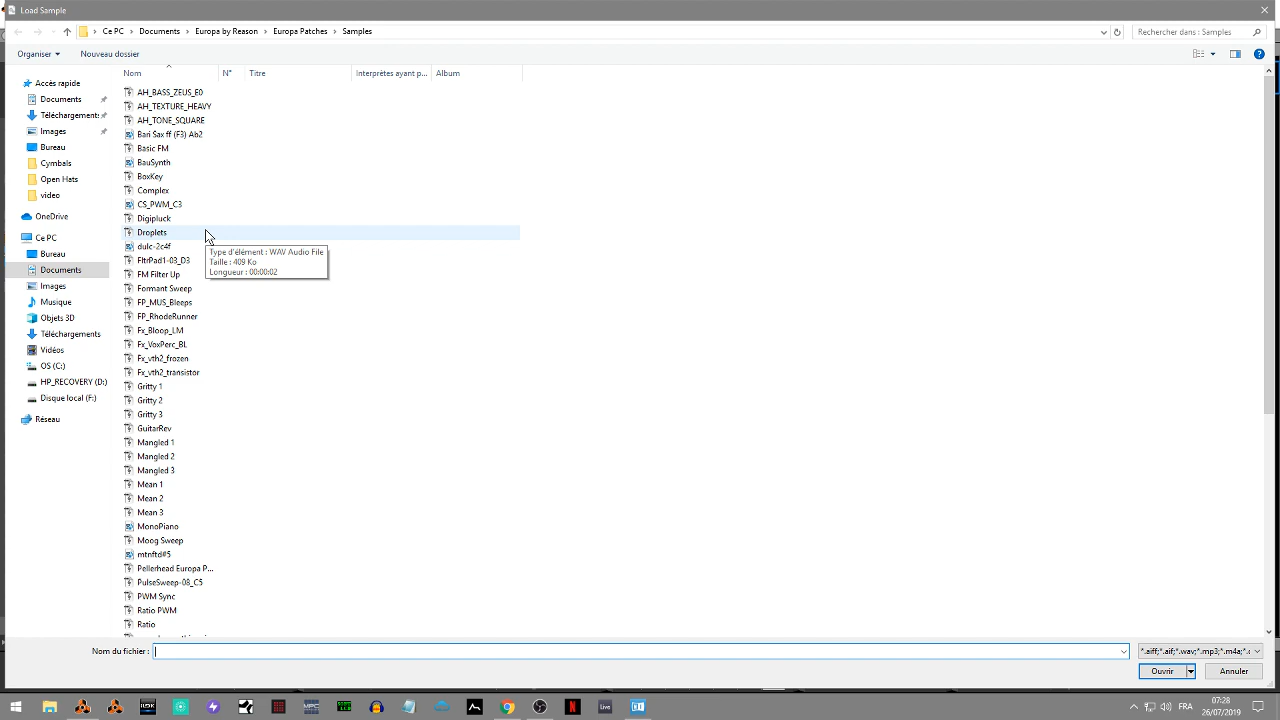 Load Sample
Ce PC > Documents > Europa by Reason > Europa Patches > Samples
Rechercher dans : Samples
Organiser
Nouveau dossier
Nom
N°
Titre
Interprètes ayant p...
Album
Accès rapide
Documents
Téléchargements
Images
Bureau
Cymbals
Open Hats
video
OneDrive
Ce PC
Bureau
Documents
Images
Musique
Objets 3D
Téléchargements
Vidéos
OS (C:)
HP_RECOVERY (D:)
Disque local (F:)
Réseau
AH_BASS_ZEUS_E0
AH_TEXTURE_HEAVY
AH_TONE_SQUARE
Bari Sax ff (F3) Ab2
Basic FM
BauSynth
BoxKey
Complex
CS_PWM_C3
Digipluck
Droplets
dulc-2c4f
FltrPad1-03_D3
FM Filter Up
Formant Sweep
FP_MUS_Bleeps
FP_RhodeRunner
Fx_Bloop_LM
Fx_VoxPerc_BL
Fx_vth2_frozen
Fx_vth2_transistor
Gritty 1
Gritty 2
Gritty 3
GuitarRev
Mangled 1
Mangled 2
Mangled 3
Mean 1
Mean 2
Mean 3
MonoPiano
Moog Sweep
mtnftd#5
Pellerhead Europa P...
PulseSweep-08_C5
PWM Sync
Ratio PWM
Ratio
Type d'élément : WAV Audio File
Taille : 409 Ko
Longueur : 00:00:02
Nom du fichier :
*.aiff;*.aif;*.wav;*.mp3;*.m4a;*.
Ouvrir
Annuler
MPC
Live
FRA
07:28
26/07/2019